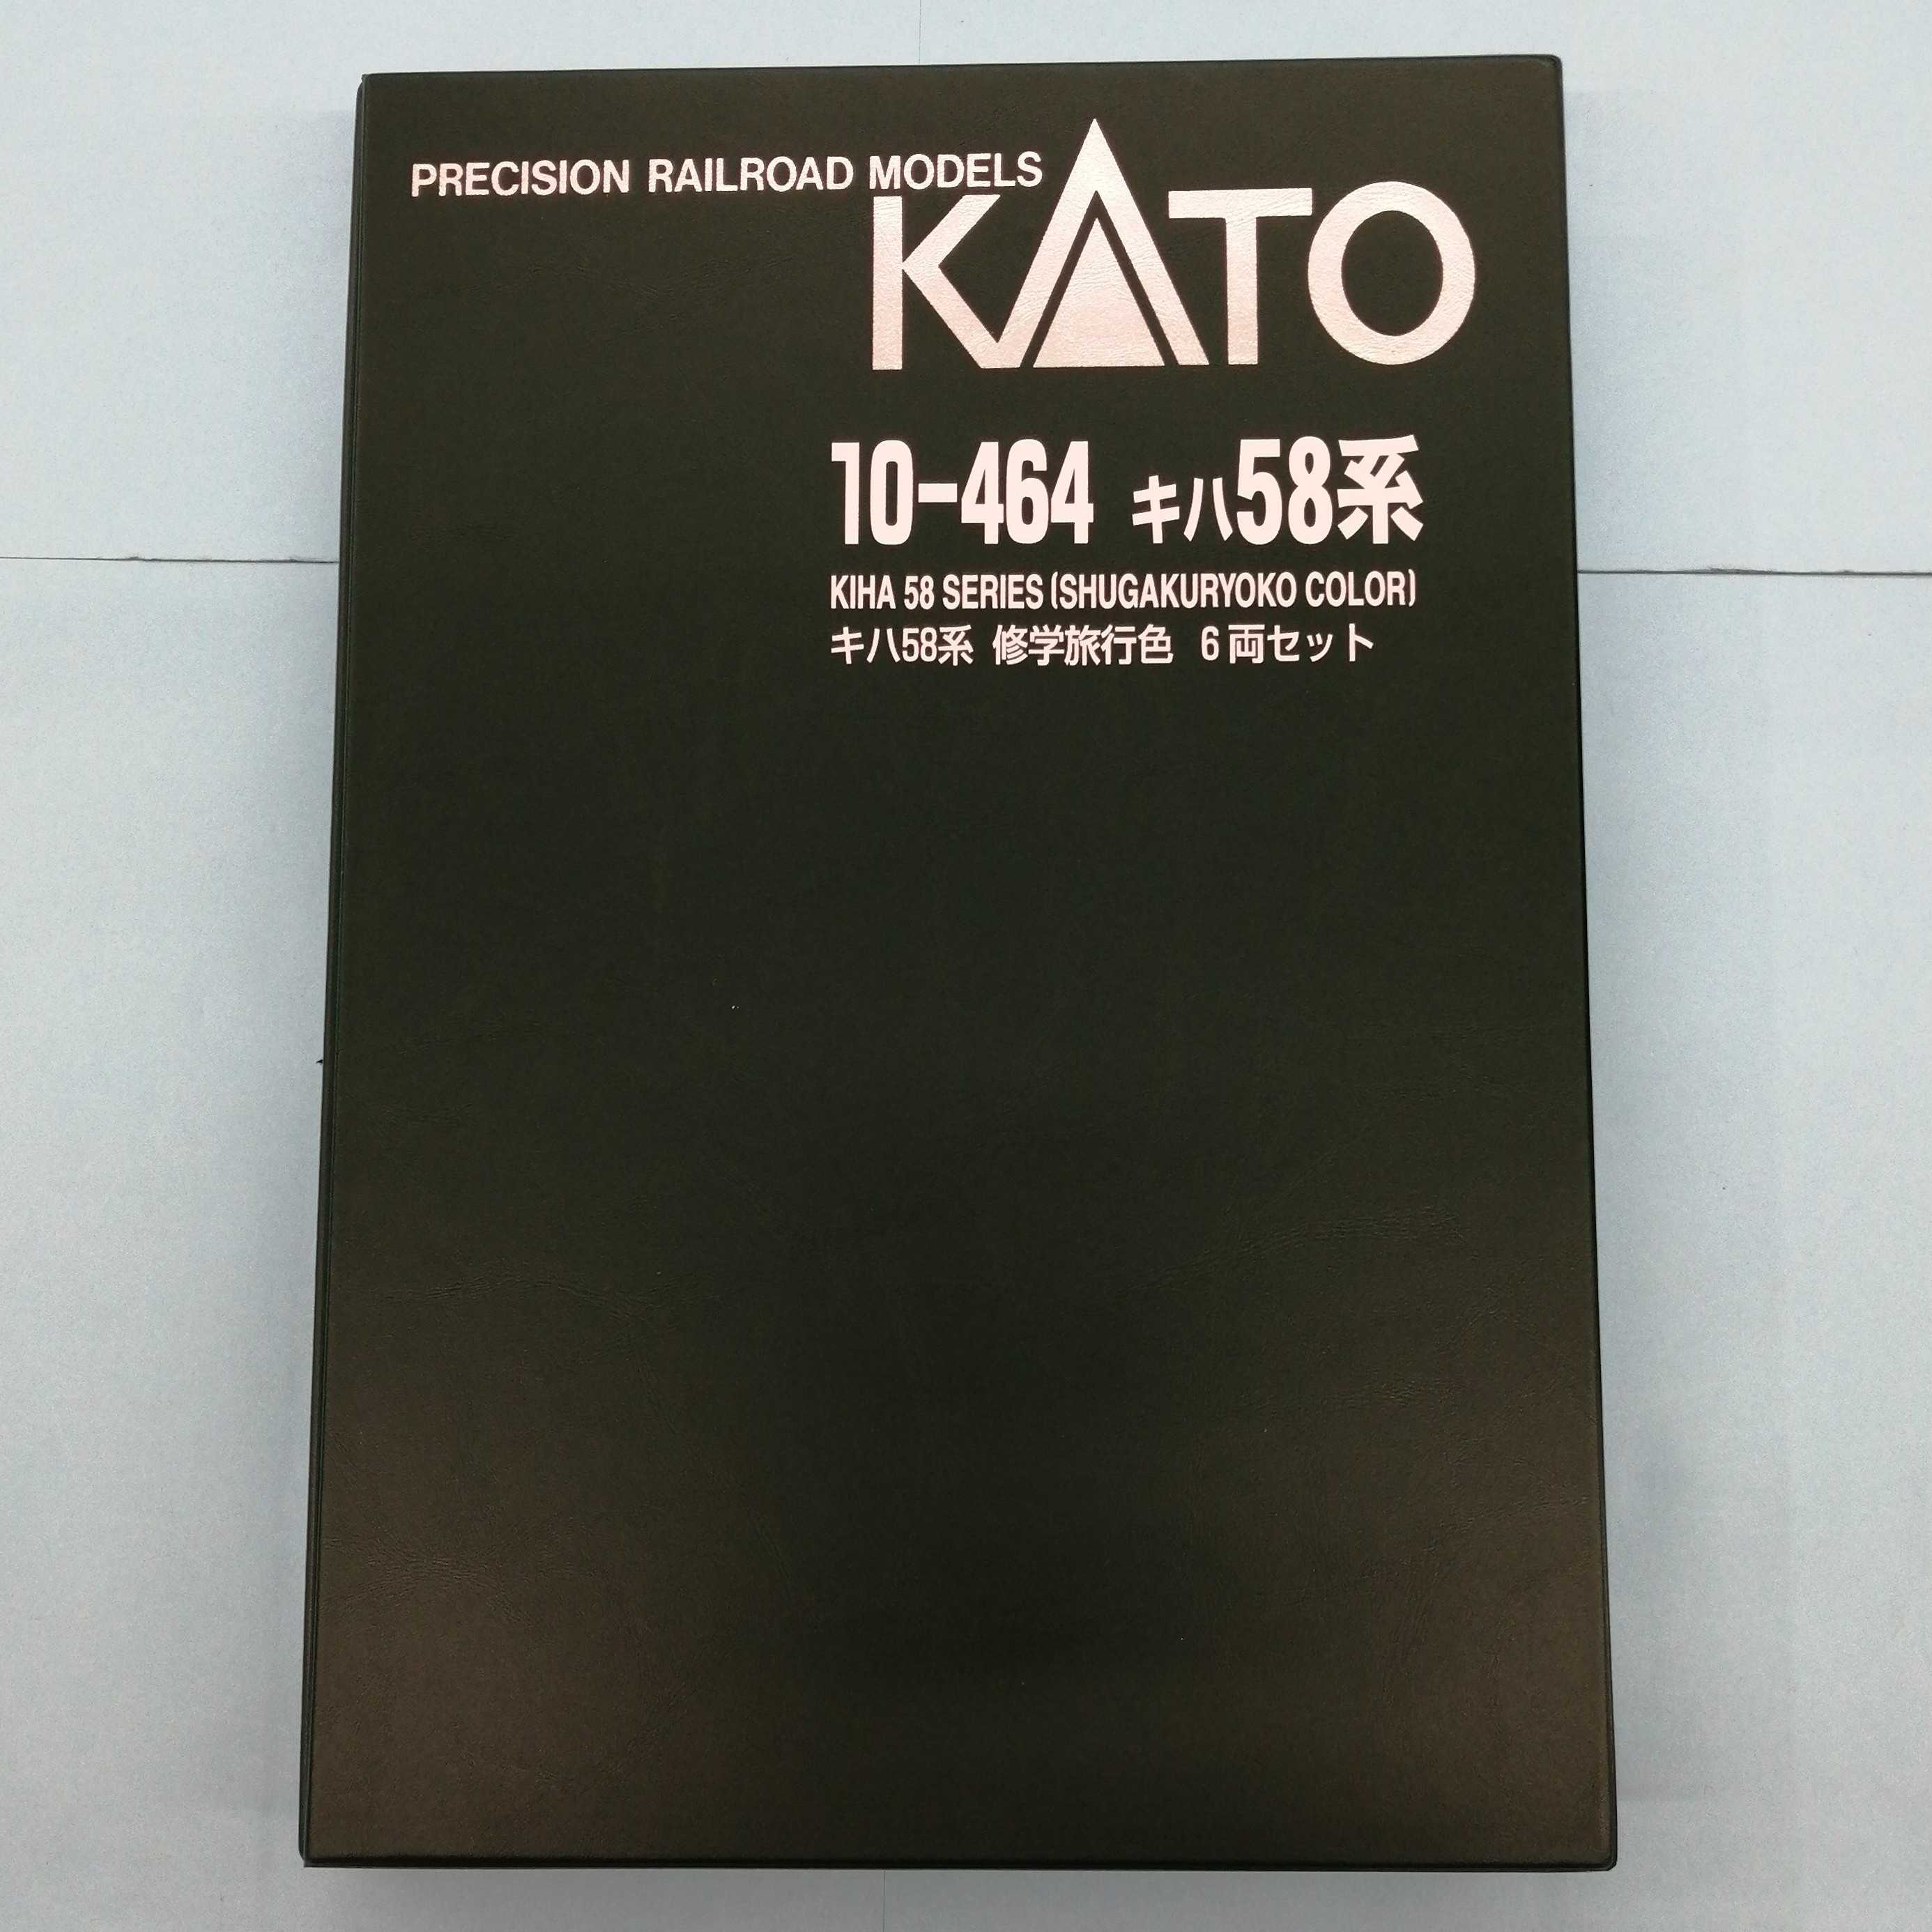 PRECISION RAILROAD MODELS
KATO
10-464 キハ58系
KIHA 58 SERIES (SHUGAKURYOKO COLOR)
キハ58系 修学旅行色 6両セット